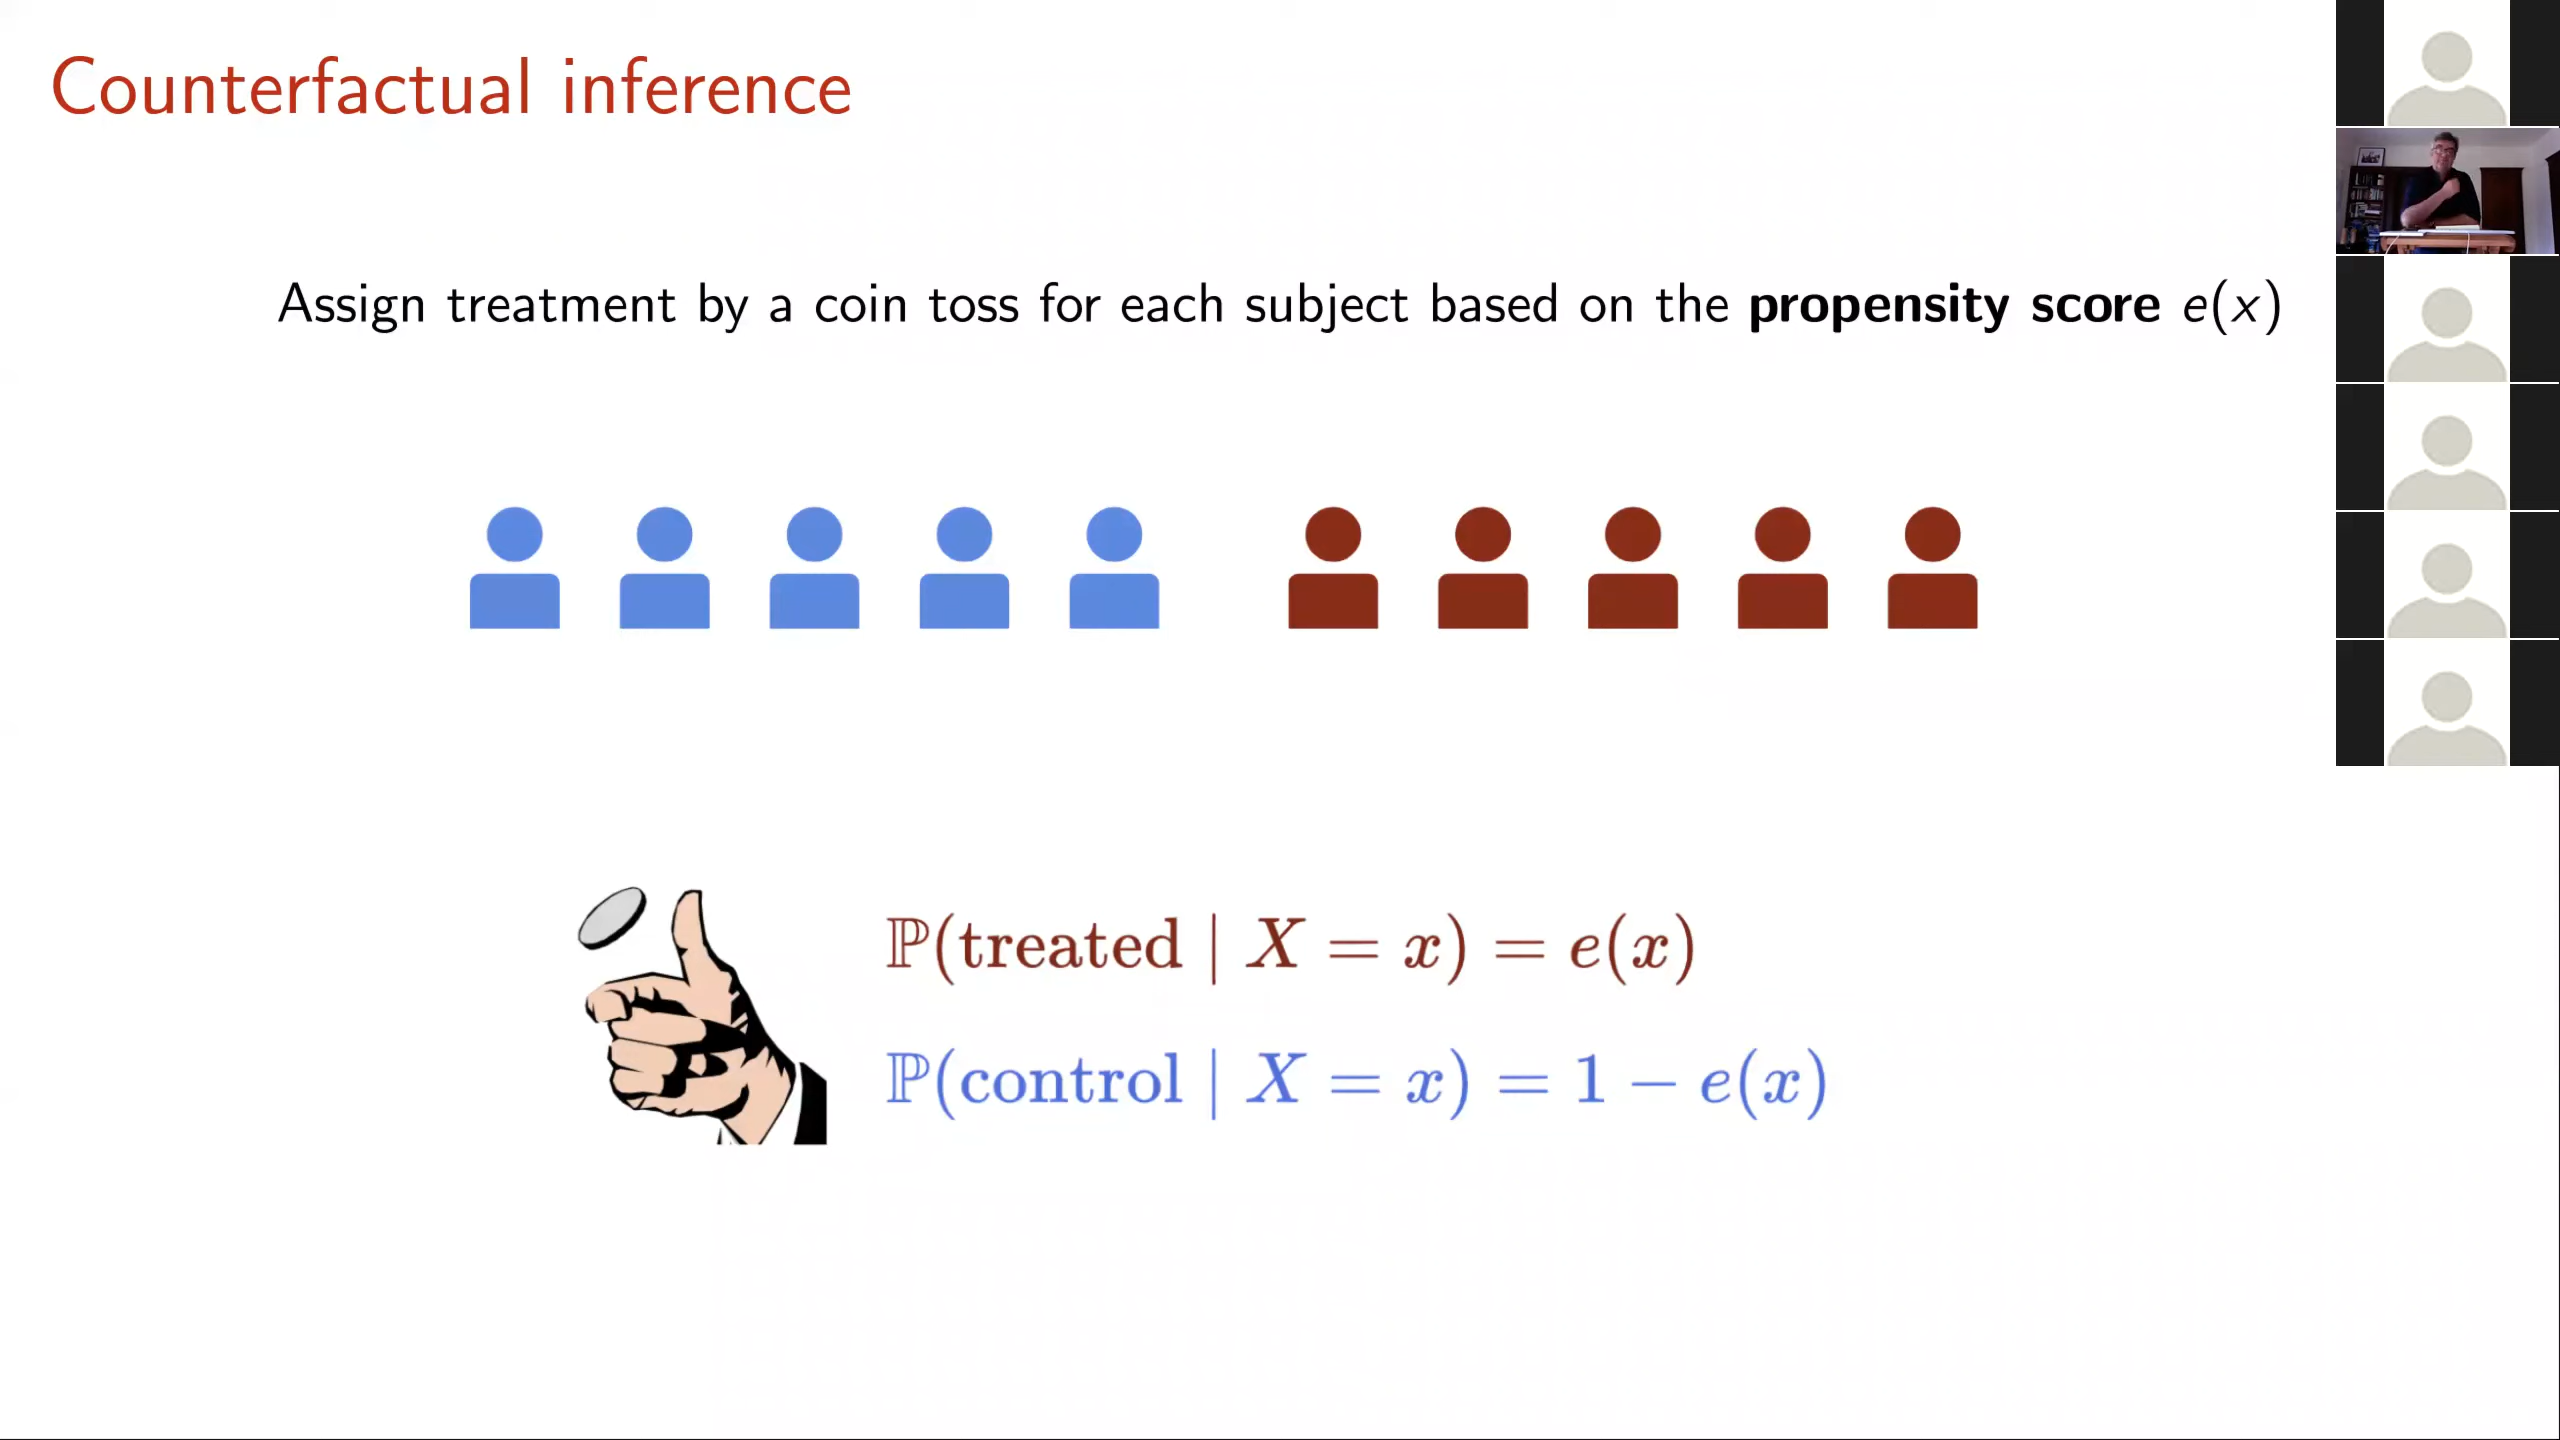 Counterfactual inference
Assign treatment by a coin toss for each subject based on the propensity score e(x)
ℙ(treated | X = x) = e(x)
ℙ(control | X = x) = 1 − e(x)